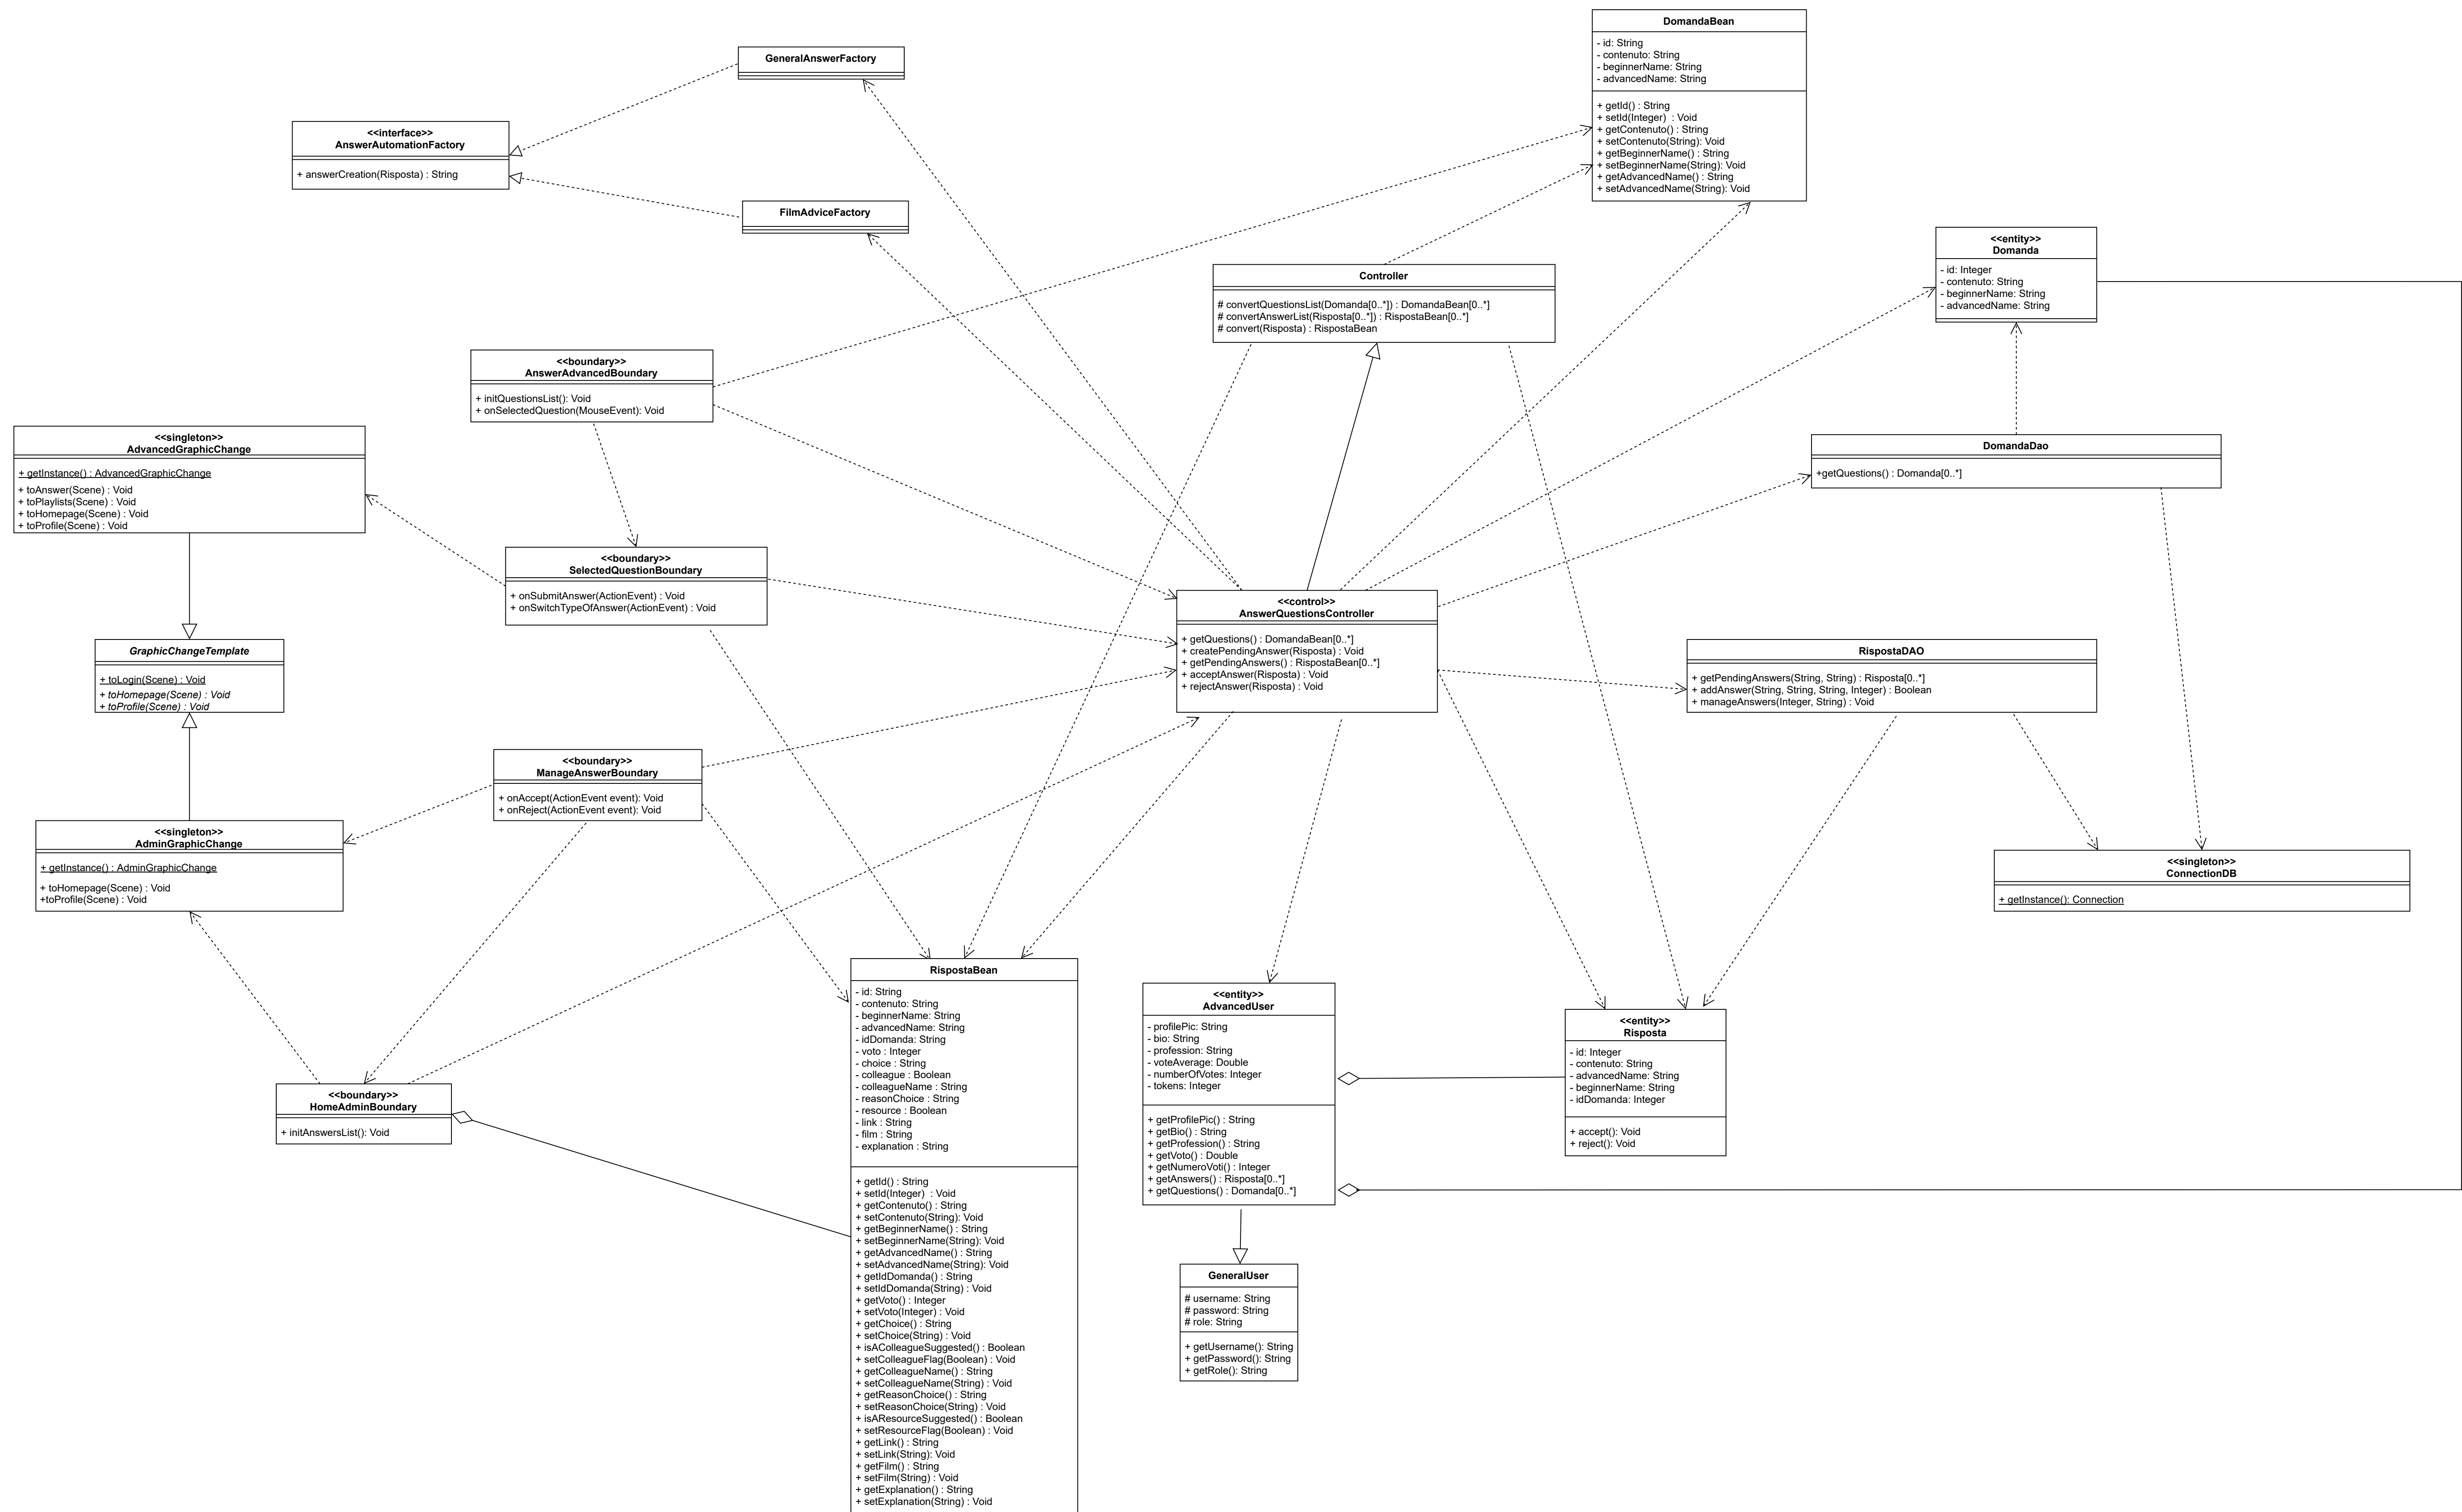 DomandaBean
- id: String
- contenuto: String
- beginnerName: String
- advancedName: String
+ getId() : String
+ setId(Integer)  : Void
+ getContenuto() : String
+ setContenuto(String): Void
+ getBeginnerName() : String
+ setBeginnerName(String): Void
+ getAdvancedName() : String
+ setAdvancedName(String): Void
GeneralAnswerFactory
<<interface>>
AnswerAutomationFactory
+ answerCreation(Risposta) : String
FilmAdviceFactory
<<entity>>
Domanda
- id: Integer
- contenuto: String
- beginnerName: String
- advancedName: String
Controller
# convertQuestionsList(Domanda[0..*]) : DomandaBean[0..*]
# convertAnswerList(Risposta[0..*]) : RispostaBean[0..*]
# convert(Risposta) : RispostaBean
<<boundary>>
AnswerAdvancedBoundary
+ initQuestionsList(): Void
+ onSelectedQuestion(MouseEvent): Void
<<singleton>>
AdvancedGraphicChange
+ getInstance() : AdvancedGraphicChange
+ toAnswer(Scene) : Void
+ toPlaylists(Scene) : Void
+ toHomepage(Scene) : Void
+ toProfile(Scene) : Void
DomandaDao
+getQuestions() : Domanda[0..*]
<<boundary>>
SelectedQuestionBoundary
+ onSubmitAnswer(ActionEvent) : Void
+ onSwitchTypeOfAnswer(ActionEvent) : Void
<<control>>
AnswerQuestionsController
+ getQuestions() : DomandaBean[0..*]
+ createPendingAnswer(Risposta) : Void
+ getPendingAnswers() : RispostaBean[0..*]
+ acceptAnswer(Risposta) : Void
+ rejectAnswer(Risposta) : Void
GraphicChangeTemplate
+ toLogin(Scene) : Void
+ toHomepage(Scene) : Void
+ toProfile(Scene) : Void
RispostaDAO
+ getPendingAnswers(String, String) : Risposta[0..*]
+ addAnswer(String, String, String, Integer) : Boolean
+ manageAnswers(Integer, String) : Void
<<boundary>>
ManageAnswerBoundary
+ onAccept(ActionEvent event): Void
+ onReject(ActionEvent event): Void
<<singleton>>
AdminGraphicChange
+ getInstance() : AdminGraphicChange
+ toHomepage(Scene) : Void
+toProfile(Scene) : Void
<<singleton>>
ConnectionDB
+ getInstance(): Connection
RispostaBean
- id: String
- contenuto: String
- beginnerName: String
- advancedName: String
- idDomanda: String
- voto : Integer
- choice : String
- colleague : Boolean
- colleagueName : String
- reasonChoice : String
- resource : Boolean
- link : String
- film : String
- explanation : String
+ getId() : String
+ setId(Integer)  : Void
+ getContenuto() : String
+ setContenuto(String): Void
+ getBeginnerName() : String
+ setBeginnerName(String): Void
+ getAdvancedName() : String
+ setAdvancedName(String): Void
+ getIdDomanda() : String
+ setIdDomanda(String) : Void
+ getVoto() : Integer
+ setVoto(Integer) : Void
+ getChoice() : String
+ setChoice(String) : Void
+ isAColleagueSuggested() : Boolean
+ setColleagueFlag(Boolean) : Void
+ getColleagueName() : String
+ setColleagueName(String) : Void
+ getReasonChoice() : String
+ setReasonChoice(String) : Void
+ isAResourceSuggested() : Boolean
+ setResourceFlag(Boolean) : Void
+ getLink() : String
+ setLink(String): Void
+ getFilm() : String
+ setFilm(String) : Void
+ getExplanation() : String
+ setExplanation(String) : Void
<<entity>>
AdvancedUser
- profilePic: String
- bio: String
- profession: String
- voteAverage: Double
- numberOfVotes: Integer
- tokens: Integer
+ getProfilePic() : String
+ getBio() : String
+ getProfession() : String
+ getVoto() : Double
+ getNumeroVoti() : Integer
+ getAnswers() : Risposta[0..*]
+ getQuestions() : Domanda[0..*]
<<entity>>
Risposta
- id: Integer
- contenuto: String
- advancedName: String
- beginnerName: String
- idDomanda: Integer
+ accept(): Void
+ reject(): Void
<<boundary>>
HomeAdminBoundary
+ initAnswersList(): Void
GeneralUser
# username: String
# password: String
# role: String
+ getUsername(): String
+ getPassword(): String
+ getRole(): String